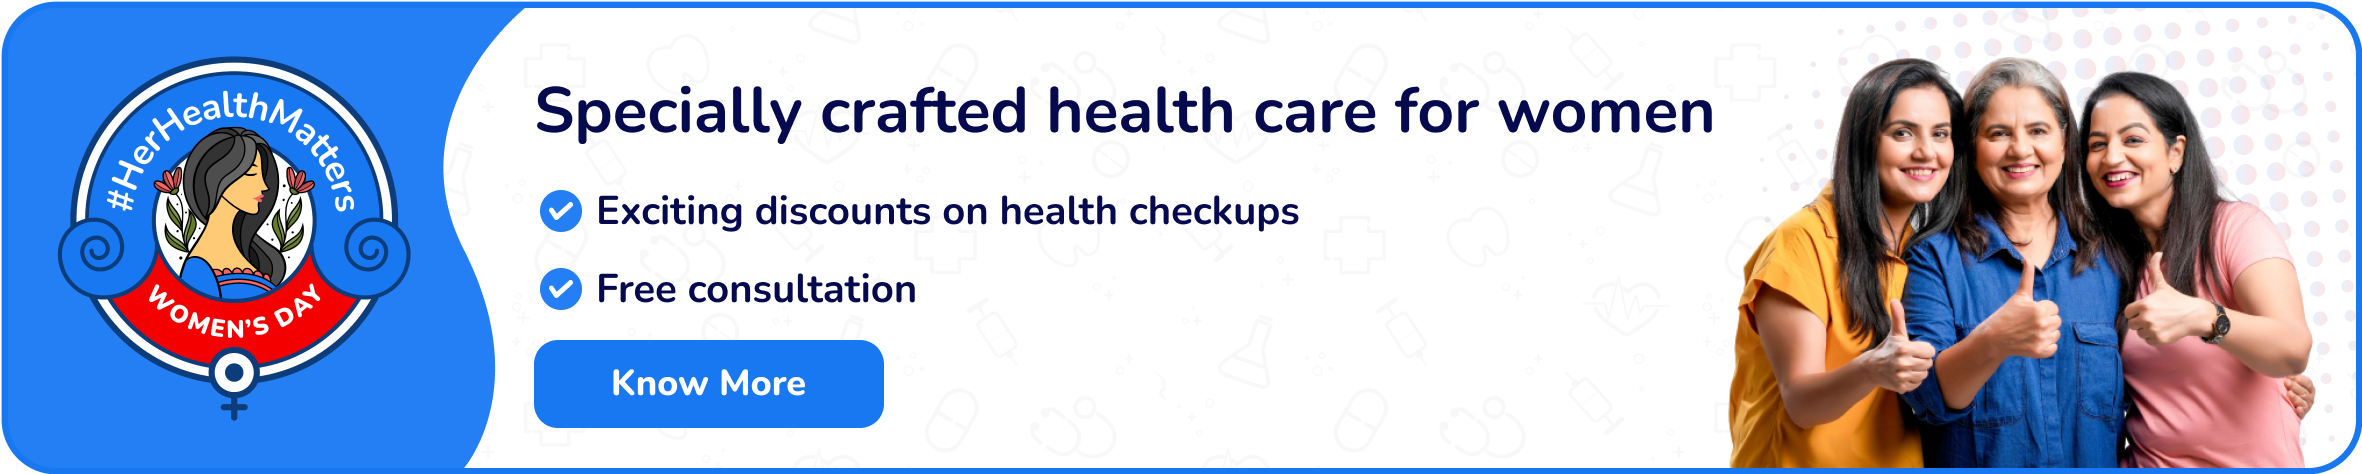 #HerHealthMatters
WOMEN'S DAY
Specially crafted health care for women
Exciting discounts on health checkups
Free consultation
Know More